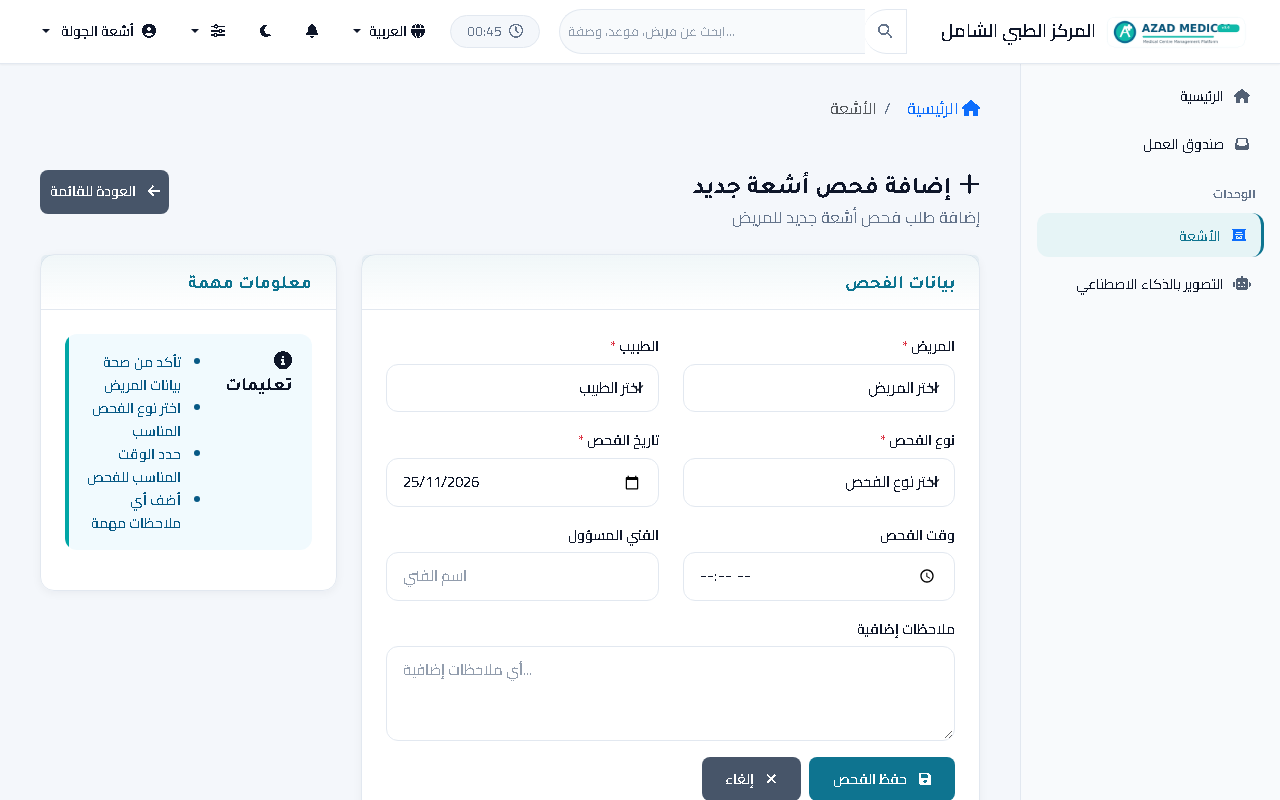 AZAD MEDIC
Medical Centre Management Platform
المركز الطبي الشامل
ابحث عن مريض، موعد، وصفة...
00:45
العربية
أشعة الجولة
الرئيسية
صندوق العمل
الوحدات
الأشعة
التصوير بالذكاء الاصطناعي
الرئيسية / الأشعة
إضافة فحص أشعة جديد
إضافة طلب فحص أشعة جديد للمريض
العودة للقائمة
بيانات الفحص
المريض *
اختر المريض
الطبيب *
اختر الطبيب
نوع الفحص *
اختر نوع الفحص
تاريخ الفحص *
25/11/2026
وقت الفحص
--:-- --
الفني المسؤول
اسم الفني
ملاحظات إضافية
أي ملاحظات إضافية...
حفظ الفحص
إلغاء
معلومات مهمة
تعليمات
تأكد من صحة
بيانات المريض
اختر نوع الفحص
المناسب
حدد الوقت
المناسب للفحص
أضف أي
ملاحظات مهمة